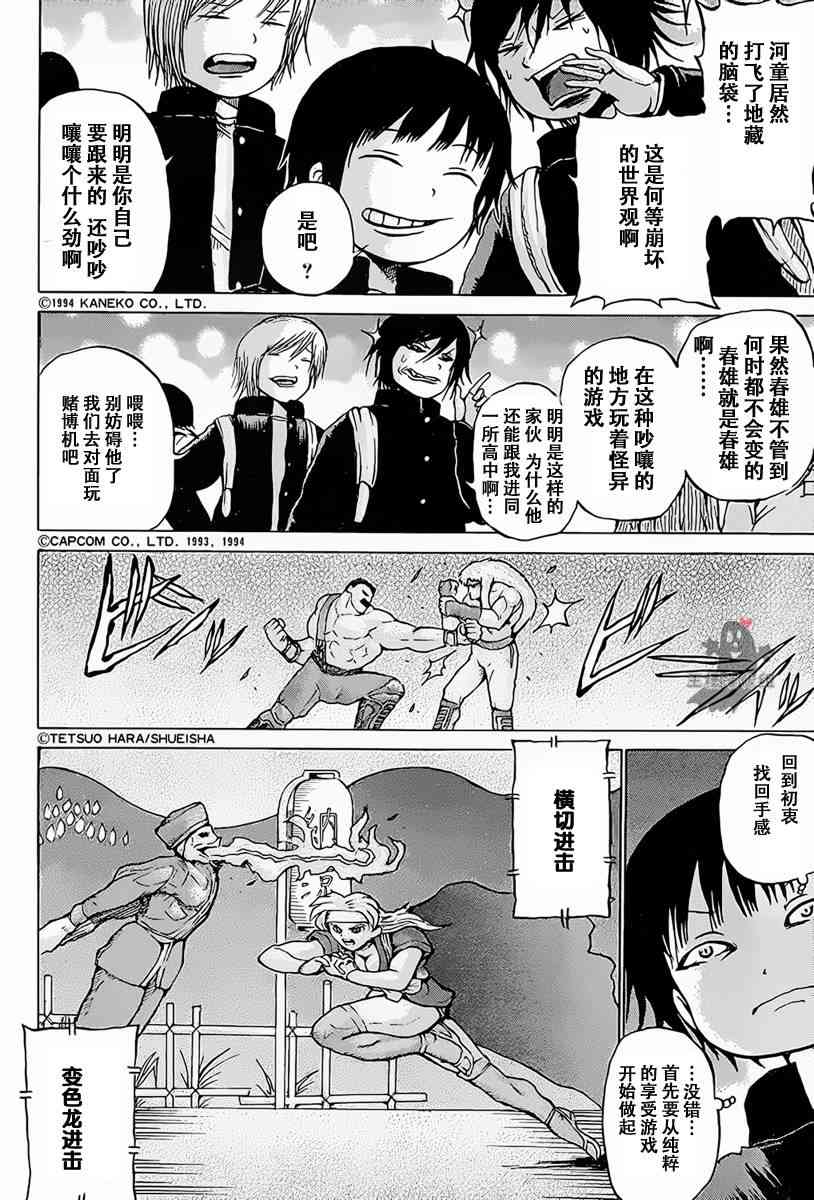 河童居然
打飞了地藏
的脑袋…
这是何等崩坏
的世界观啊
是吧?
明明是你自己
要跟来的 还吵吵
嚷嚷个什么劲啊
©1994 KANEKO CO., LTD.
果然春雄不管到
何时都不会变的
啊……
春雄就是春雄
在这种吵嚷的
地方玩着怪异
的游戏
明明是这样的
家伙 为什么他
还能跟我进同
一所高中啊…
喂喂…
别妨碍他了
我们去对面玩
赌博机吧
©CAPCOM CO., LTD. 1993, 1994
ビッ
ビッ
©TETSUO HARA/SHUEISHA
回到初衷
找回手感
横切进击
…没错…
首先要从纯粹
的享受游戏
开始做起
变色龙进击